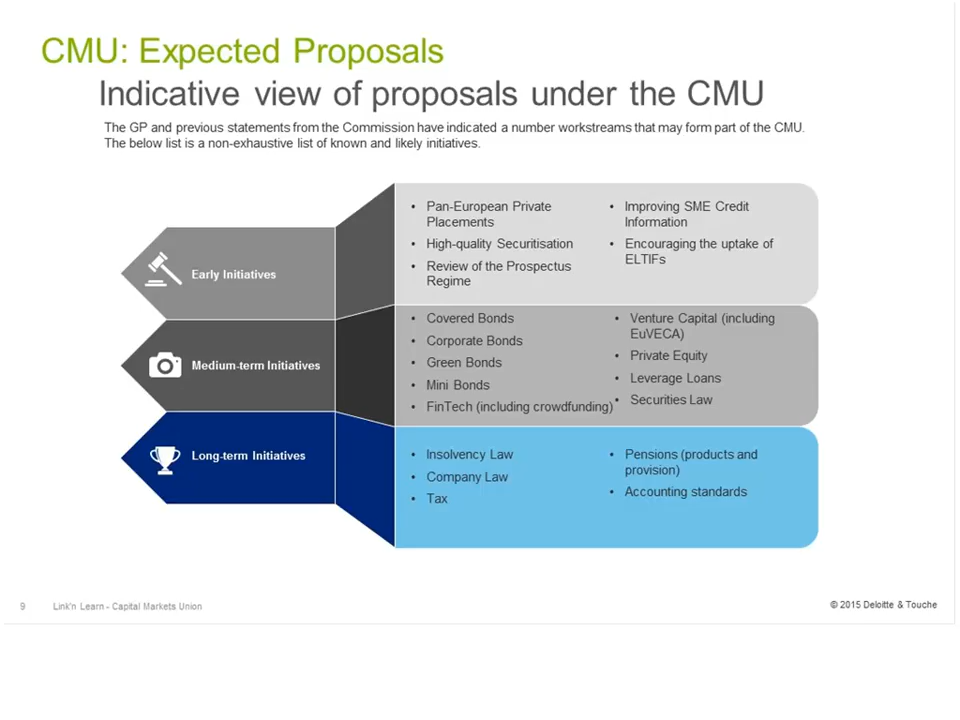 CMU: Expected Proposals
Indicative view of proposals under the CMU
The GP and previous statements from the Commission have indicated a number workstreams that may form part of the CMU.
The below list is a non-exhaustive list of known and likely initiatives.
Early Initiatives
• Pan-European Private
Placements
• High-quality Securitisation
• Review of the Prospectus
Regime
• Improving SME Credit
Information
• Encouraging the uptake of
ELTIFs
Medium-term Initiatives
• Covered Bonds
• Corporate Bonds
• Green Bonds
• Mini Bonds
• FinTech (including crowdfunding)
• Venture Capital (including
EuVECA)
• Private Equity
• Leverage Loans
• Securities Law
Long-term Initiatives
• Insolvency Law
• Company Law
• Tax
• Pensions (products and
provision)
• Accounting standards
9 Link'n Learn - Capital Markets Union
© 2015 Deloitte & Touche